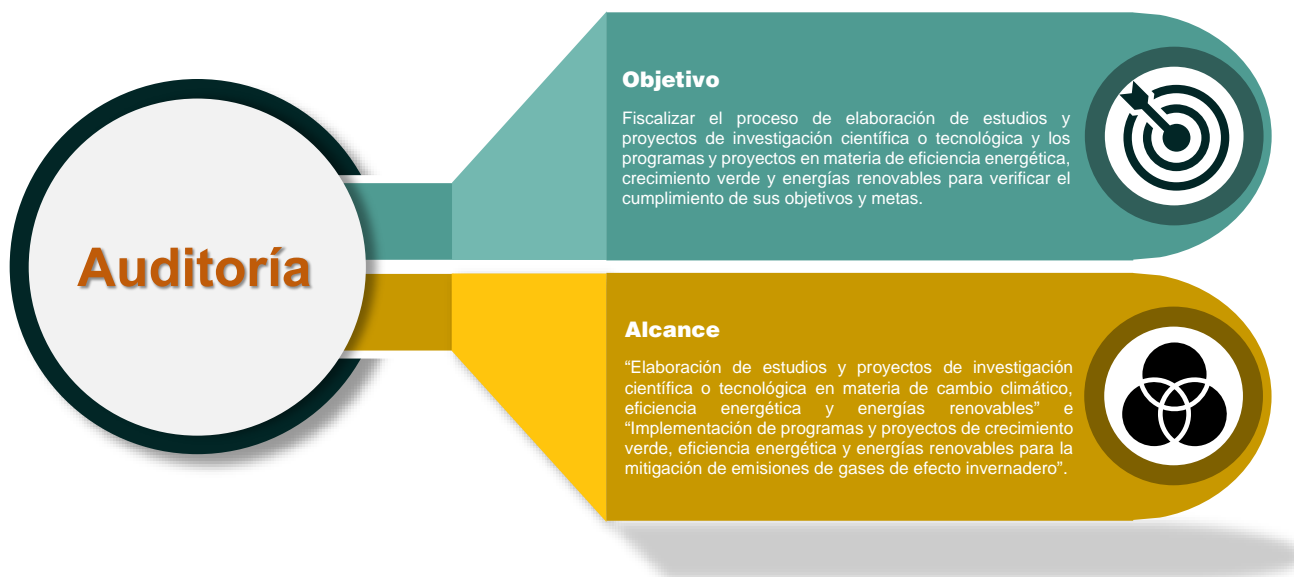 Auditoría
Objetivo
Fiscalizar el proceso de elaboración de estudios y
proyectos de investigación científica o tecnológica y los
programas y proyectos en materia de eficiencia energética,
crecimiento verde y energías renovables para verificar el
cumplimiento de sus objetivos y metas.
Alcance
“Elaboración de estudios y proyectos de investigación
científica o tecnológica en materia de cambio climático,
eficiencia energética y energías renovables” e
“Implementación de programas y proyectos de crecimiento
verde, eficiencia energética y energías renovables para la
mitigación de emisiones de gases de efecto invernadero”.